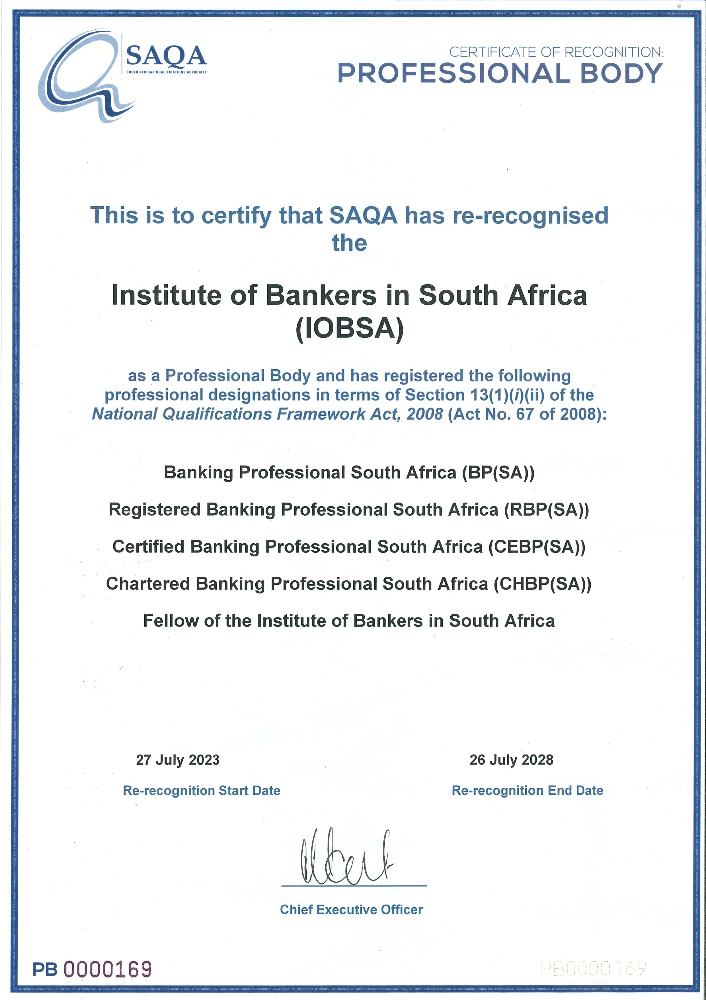 SAQA
SOUTH AFRICAN QUALIFICATIONS AUTHORITY
CERTIFICATE OF RECOGNITION:
PROFESSIONAL BODY
This is to certify that SAQA has re-recognised
the
Institute of Bankers in South Africa
(IOBSA)
as a Professional Body and has registered the following
professional designations in terms of Section 13(1)(i)(ii) of the
National Qualifications Framework Act, 2008 (Act No. 67 of 2008):
Banking Professional South Africa (BP(SA))
Registered Banking Professional South Africa (RBP(SA))
Certified Banking Professional South Africa (CEBP(SA))
Chartered Banking Professional South Africa (CHBP(SA))
Fellow of the Institute of Bankers in South Africa
27 July 2023
26 July 2028
Re-recognition Start Date
Re-recognition End Date
Chief Executive Officer
PB 0000169
PB0000169